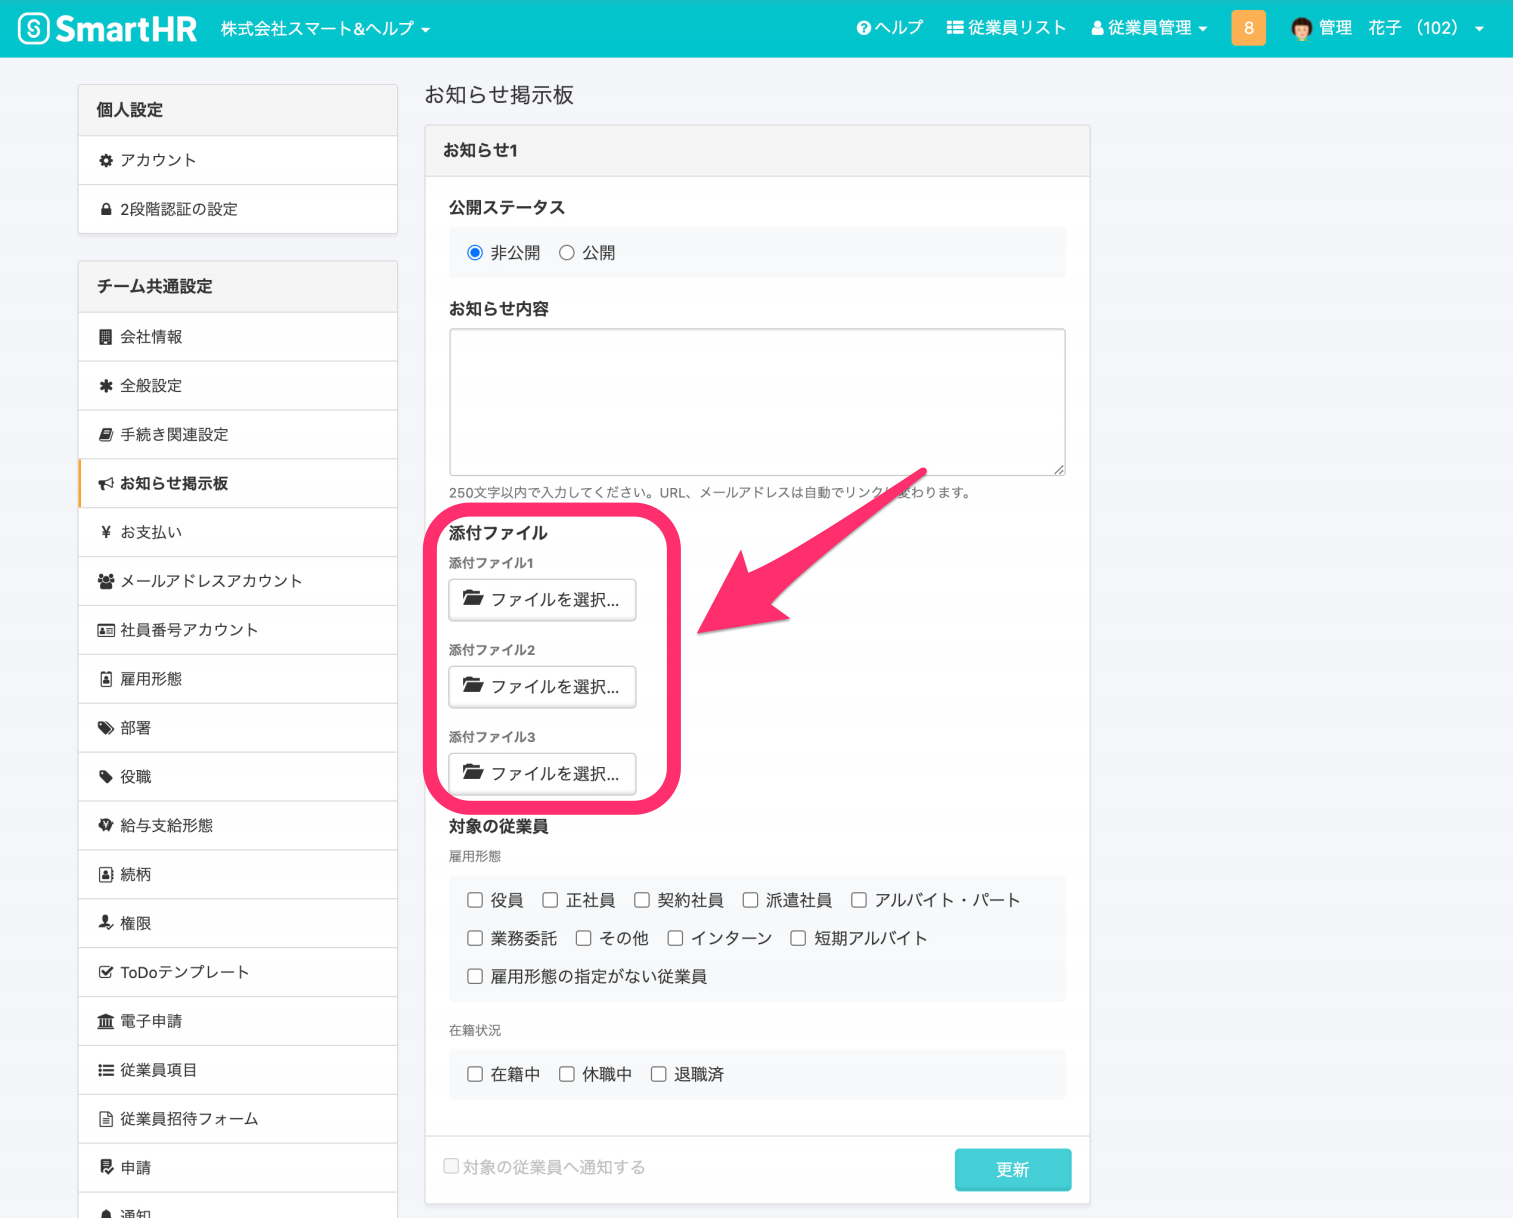 SmartHR 株式会社スマート&ヘルプ ヘルプ 従業員リスト 従業員管理 8 管理 花子 （102）
個人設定
アカウント
2段階認証の設定
チーム共通設定
会社情報
全般設定
手続き関連設定
お知らせ掲示板
¥ お支払い
メールアドレスアカウント
社員番号アカウント
雇用形態
部署
役職
給与支給形態
続柄
権限
ToDoテンプレート
電子申請
従業員項目
従業員招待フォーム
申請
通知
お知らせ掲示板
お知らせ1
公開ステータス
非公開 公開
お知らせ内容
250文字以内で入力してください。URL、メールアドレスは自動でリンクに変わります。
添付ファイル
添付ファイル1
ファイルを選択...
添付ファイル2
ファイルを選択...
添付ファイル3
ファイルを選択...
対象の従業員
雇用形態
役員 正社員 契約社員 派遣社員 アルバイト・パート
業務委託 その他 インターン 短期アルバイト
雇用形態の指定がない従業員
在籍状況
在籍中 休職中 退職済
対象の従業員へ通知する 更新